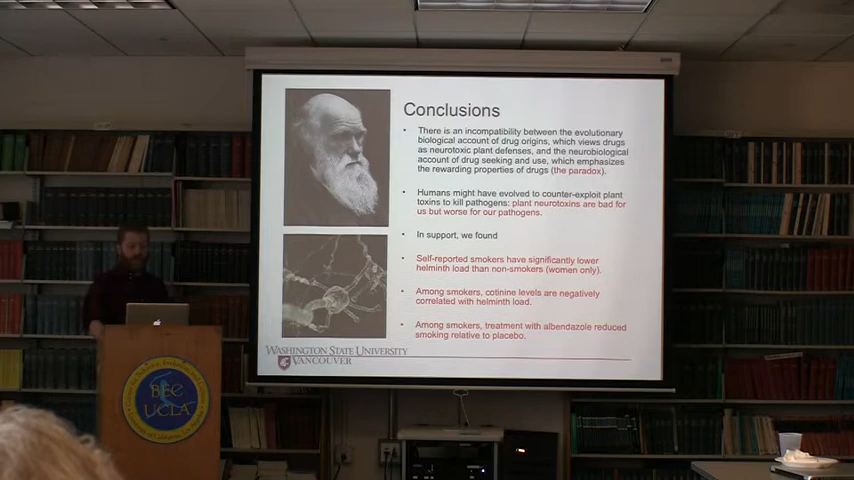 Conclusions
• There is an incompatibility between the evolutionary
biological account of drug origins, which views drugs
as neurotoxic plant defenses, and the neurobiological
account of drug seeking and use, which emphasizes
the rewarding properties of drugs (the paradox).
• Humans might have evolved to counter-exploit plant
toxins to kill pathogens: plant neurotoxins are bad for
us but worse for our pathogens.
• In support, we found
• Self-reported smokers have significantly lower
helminth load than non-smokers (women only).
• Among smokers, cotinine levels are negatively
correlated with helminth load.
• Among smokers, treatment with albendazole reduced
smoking relative to placebo.
WASHINGTON STATE UNIVERSITY
VANCOUVER
BEC
UCLA